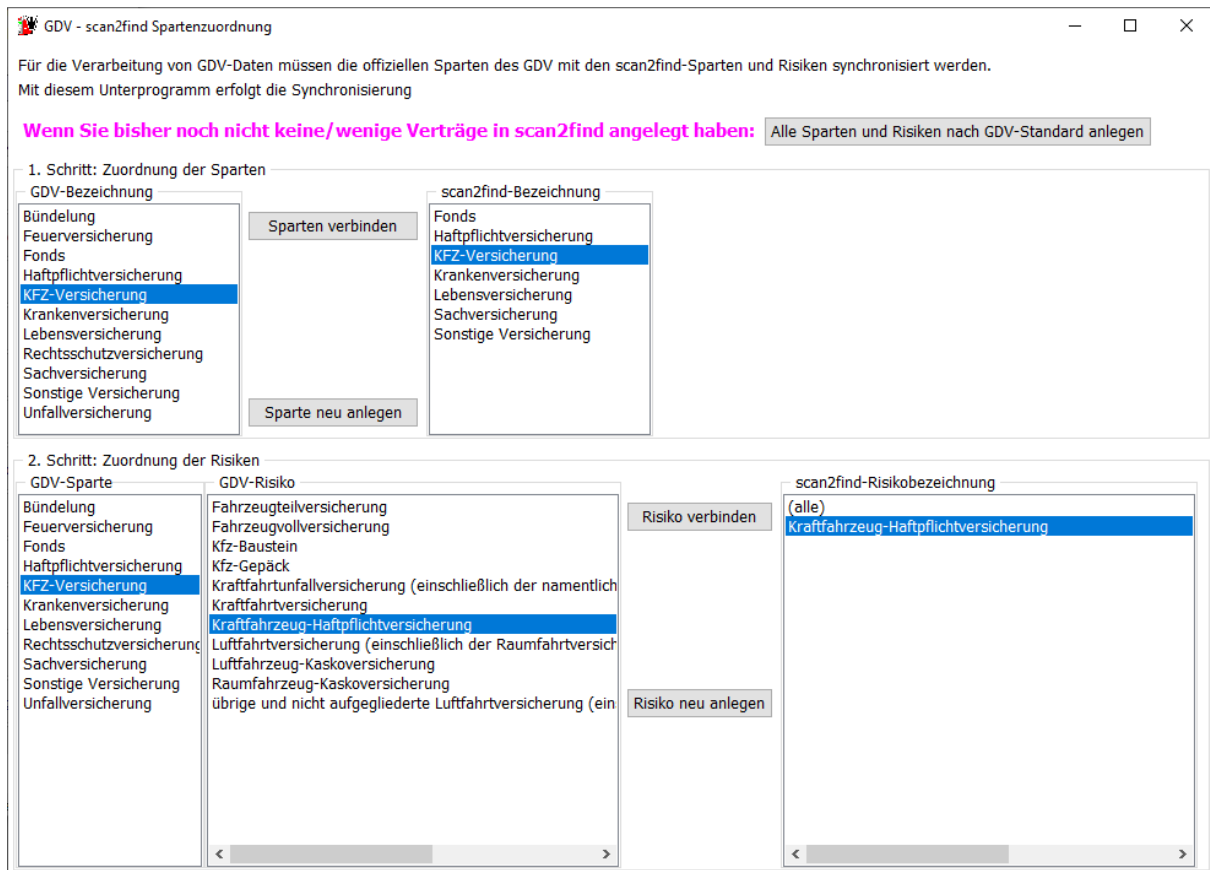 GDV - scan2find Spartenzuordnung
Für die Verarbeitung von GDV-Daten müssen die offiziellen Sparten des GDV mit den scan2find-Sparten und Risiken synchronisiert werden.
Mit diesem Unterprogramm erfolgt die Synchronisierung
Wenn Sie bisher noch nicht keine/wenige Verträge in scan2find angelegt haben:
Alle Sparten und Risiken nach GDV-Standard anlegen
1. Schritt: Zuordnung der Sparten
GDV-Bezeichnung
Bündelung
Feuerversicherung
Fonds
Haftpflichtversicherung
KFZ-Versicherung
Krankenversicherung
Lebensversicherung
Rechtsschutzversicherung
Sachversicherung
Sonstige Versicherung
Unfallversicherung
Sparten verbinden
Sparte neu anlegen
scan2find-Bezeichnung
Fonds
Haftpflichtversicherung
KFZ-Versicherung
Krankenversicherung
Lebensversicherung
Sachversicherung
Sonstige Versicherung
2. Schritt: Zuordnung der Risiken
GDV-Sparte
Bündelung
Feuerversicherung
Fonds
Haftpflichtversicherung
KFZ-Versicherung
Krankenversicherung
Lebensversicherung
Rechtsschutzversicherung
Sachversicherung
Sonstige Versicherung
Unfallversicherung
GDV-Risiko
Fahrzeugteilversicherung
Fahrzeugvollversicherung
Kfz-Baustein
Kfz-Gepäck
Kraftfahrtunfallversicherung (einschließlich der namentlich
Kraftfahrtversicherung
Kraftfahrzeug-Haftpflichtversicherung
Luftfahrtversicherung (einschließlich der Raumfahrtversich
Luftfahrzeug-Kaskoversicherung
Raumfahrzeug-Kaskoversicherung
übrige und nicht aufgegliederte Luftfahrtversicherung (ein
Risiko verbinden
Risiko neu anlegen
scan2find-Risikobezeichnung
(alle)
Kraftfahrzeug-Haftpflichtversicherung